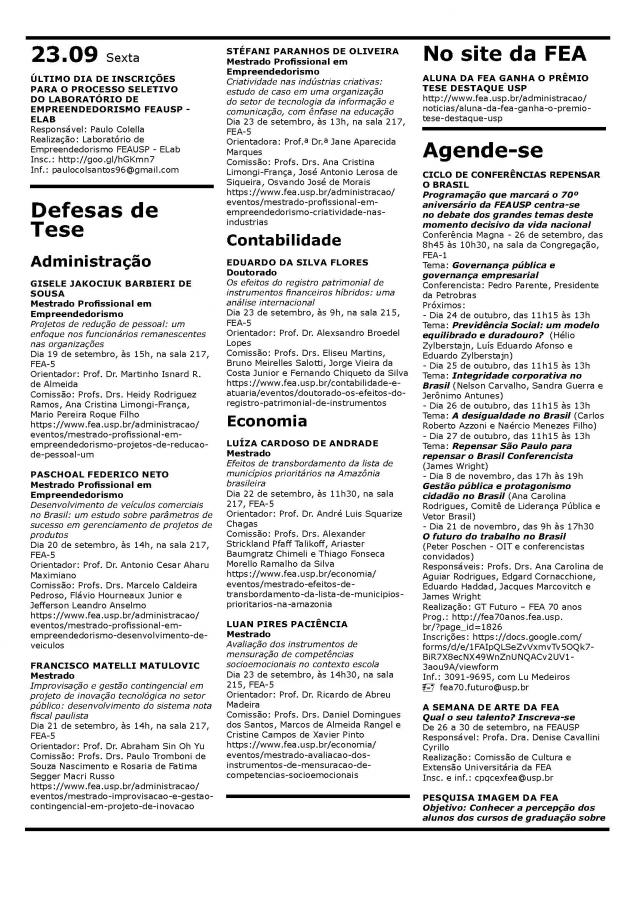 23.09 Sexta
ÚLTIMO DIA DE INSCRIÇÕES
PARA O PROCESSO SELETIVO
DO LABORATÓRIO DE
EMPREENDEDORISMO FEAUSP -
ELAB
Responsável: Paulo Colella
Realização: Laboratório de
Empreendedorismo FEAUSP - ELab
Insc.: http://goo.gl/hGKmn7
Inf.: paulocolsantos96@gmail.com
Defesas de
Tese
Administração
GISELE JAKOCIUK BARBIERI DE
SOUSA
Mestrado Profissional em
Empreendedorismo
Projetos de redução de pessoal: um
enfoque nos funcionários remanescentes
nas organizações
Dia 19 de setembro, às 15h, na sala 217,
FEA-5
Orientador: Prof. Dr. Martinho Isnard R.
de Almeida
Comissão: Profs. Drs. Heidy Rodriguez
Ramos, Ana Cristina Limongi-França,
Mario Pereira Roque Filho
https://www.fea.usp.br/administracao/
eventos/mestrado-profissional-em-
empreendedorismo-projetos-de-reducao-
de-pessoal-um
PASCHOAL FEDERICO NETO
Mestrado Profissional em
Empreendedorismo
Desenvolvimento de veículos comerciais
no Brasil: um estudo sobre parâmetros de
sucesso em gerenciamento de projetos de
produtos
Dia 20 de setembro, às 14h, na sala 217,
FEA-5
Orientador: Prof. Dr. Antonio Cesar Aharu
Maximiano
Comissão: Profs. Drs. Marcelo Caldeira
Pedroso, Flávio Hourneaux Junior e
Jefferson Leandro Anselmo
https://www.fea.usp.br/administracao/
eventos/mestrado-profissional-em-
empreendedorismo-desenvolvimento-de-
veiculos
FRANCISCO MATELLI MATULOVIC
Mestrado
Improvisação e gestão contingencial em
projeto de inovação tecnológica no setor
público: desenvolvimento do sistema nota
fiscal paulista
Dia 21 de setembro, às 14h, na sala 217,
FEA-5
Orientador: Prof. Dr. Abraham Sin Oh Yu
Comissão: Profs. Drs. Paulo Tromboni de
Souza Nascimento e Rosaria de Fatima
Segger Macri Russo
https://www.fea.usp.br/administracao/
eventos/mestrado-improvisacao-e-gestao-
contingencial-em-projeto-de-inovacao
STÉFANI PARANHOS DE OLIVEIRA
Mestrado Profissional em
Empreendedorismo
Criatividade nas indústrias criativas:
estudo de caso em uma organização
do setor de tecnologia da informação e
comunicação, com ênfase na educação
Dia 23 de setembro, às 13h, na sala 217,
FEA-5
Orientadora: Prof.ª Dr.ª Jane Aparecida
Marques
Comissão: Profs. Drs. Ana Cristina
Limongi-França, José Antonio Lerosa de
Siqueira, Osvando José de Morais
https://www.fea.usp.br/administracao/
eventos/mestrado-profissional-em-
empreendedorismo-criatividade-nas-
industrias
Contabilidade
EDUARDO DA SILVA FLORES
Doutorado
Os efeitos do registro patrimonial de
instrumentos financeiros híbridos: uma
análise internacional
Dia 23 de setembro, às 9h, na sala 215,
FEA-5
Orientador: Prof. Dr. Alexsandro Broedel
Lopes
Comissão: Profs. Drs. Eliseu Martins,
Bruno Meirelles Salotti, Jorge Vieira da
Costa Junior e Fernando Chiqueto da Silva
https://www.fea.usp.br/contabilidade-e-
atuaria/eventos/doutorado-os-efeitos-do-
registro-patrimonial-de-instrumentos
Economia
LUÍZA CARDOSO DE ANDRADE
Mestrado
Efeitos de transbordamento da lista de
municípios prioritários na Amazônia
brasileira
Dia 22 de setembro, às 11h30, na sala
217, FEA-5
Orientador: Prof. Dr. André Luis Squarize
Chagas
Comissão: Profs. Drs. Alexander
Strickland Pfaff Talikoff, Ariaster
Baumgratz Chimeli e Thiago Fonseca
Morello Ramalho da Silva
https://www.fea.usp.br/economia/
eventos/mestrado-efeitos-de-
transbordamento-da-lista-de-municipios-
prioritarios-na-amazonia
LUAN PIRES PACIÊNCIA
Mestrado
Avaliação dos instrumentos de
mensuração de competências
socioemocionais no contexto escola
Dia 23 de setembro, às 14h30, na sala
215, FEA-5
Orientador: Prof. Dr. Ricardo de Abreu
Madeira
Comissão: Profs. Drs. Daniel Domingues
dos Santos, Marcos de Almeida Rangel e
Cristine Campos de Xavier Pinto
https://www.fea.usp.br/economia/
eventos/mestrado-avaliacao-dos-
instrumentos-de-mensuracao-de-
competencias-socioemocionais
No site da FEA
ALUNA DA FEA GANHA O PRÊMIO
TESE DESTAQUE USP
http://www.fea.usp.br/administracao/
noticias/aluna-da-fea-ganha-o-premio-
tese-destaque-usp
Agende-se
CICLO DE CONFERÊNCIAS REPENSAR
O BRASIL
Programação que marcará o 70º
aniversário da FEAUSP centra-se
no debate dos grandes temas deste
momento decisivo da vida nacional
Conferência Magna - 26 de setembro, das
8h45 às 10h30, na sala da Congregação,
FEA-1
Tema: Governança pública e
governança empresarial
Conferencista: Pedro Parente, Presidente
da Petrobras
Próximos:
- Dia 24 de outubro, das 11h15 às 13h
Tema: Previdência Social: um modelo
equilibrado e duradouro? (Hélio
Zylberstajn, Luís Eduardo Afonso e
Eduardo Zylberstajn)
- Dia 25 de outubro, das 11h15 às 13h
Tema: Integridade corporativa no
Brasil (Nelson Carvalho, Sandra Guerra e
Jerônimo Antunes)
- Dia 26 de outubro, das 11h15 às 13h
Tema: A desigualdade no Brasil (Carlos
Roberto Azzoni e Naércio Menezes Filho)
- Dia 27 de outubro, das 11h15 às 13h
Tema: Repensar São Paulo para
repensar o Brasil Conferencista
(James Wright)
- Dia 8 de novembro, das 17h às 19h
Gestão pública e protagonismo
cidadão no Brasil (Ana Carolina
Rodrigues, Comitê de Liderança Pública e
Vetor Brasil)
- Dia 21 de novembro, das 9h às 17h30
O futuro do trabalho no Brasil
(Peter Poschen - OIT e conferencistas
convidados)
Responsáveis: Profs. Drs. Ana Carolina de
Aguiar Rodrigues, Edgard Cornacchione,
Eduardo Haddad, Jacques Marcovitch e
James Wright
Realização: GT Futuro – FEA 70 anos
Prog.: http://fea70anos.fea.usp.
br/?page_id=1826
Inscrições: https://docs.google.com/
forms/d/e/1FAIpQLSeZvVxmvTv5OQk7-
BiR7X8ecNX49WnZnUNQACv2UV1-
3aou9A/viewform
Inf.: 3091-9695, com Lu Medeiros
fea70.futuro@usp.br
A SEMANA DE ARTE DA FEA
Qual o seu talento? Inscreva-se
De 26 a 30 de setembro, na FEAUSP
Responsável: Profa. Dra. Denise Cavallini
Cyrillo
Realização: Comissão de Cultura e
Extensão Universitária da FEA
Insc. e inf.: cpqcexfea@usp.br
PESQUISA IMAGEM DA FEA
Objetivo: Conhecer a percepção dos
alunos dos cursos de graduação sobre